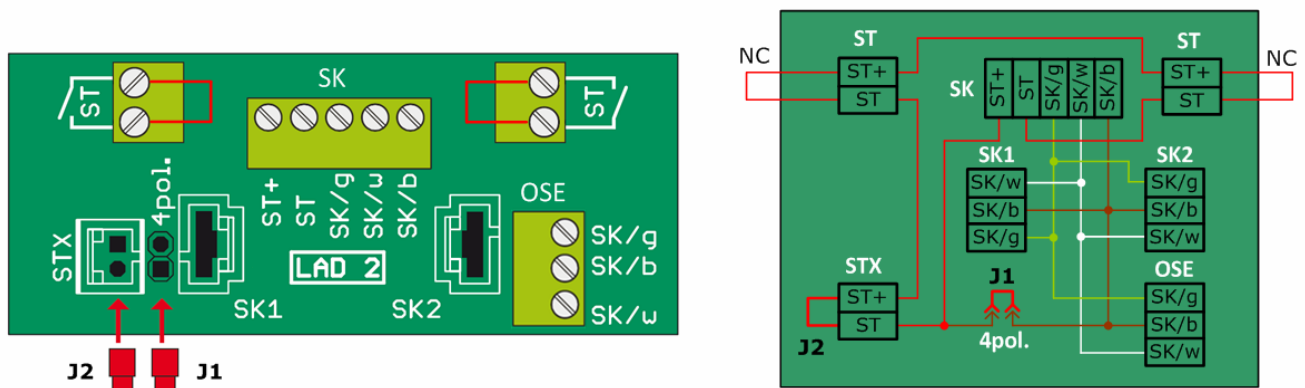 SK
ST
ST
4pol.
ST+
ST
SK/g
SK/w
SK/b
OSE
SK/g
SK/b
SK/w
STX
LAD 2
SK1
SK2
J2
J1
NC
ST
ST
NC
ST+
ST
SK
ST+
ST
SK/g
SK/w
SK/b
ST+
ST
SK1
SK2
SK/w
SK/b
SK/g
SK/g
SK/b
SK/w
STX
J1
OSE
ST+
ST
J2
4pol.
SK/g
SK/b
SK/w